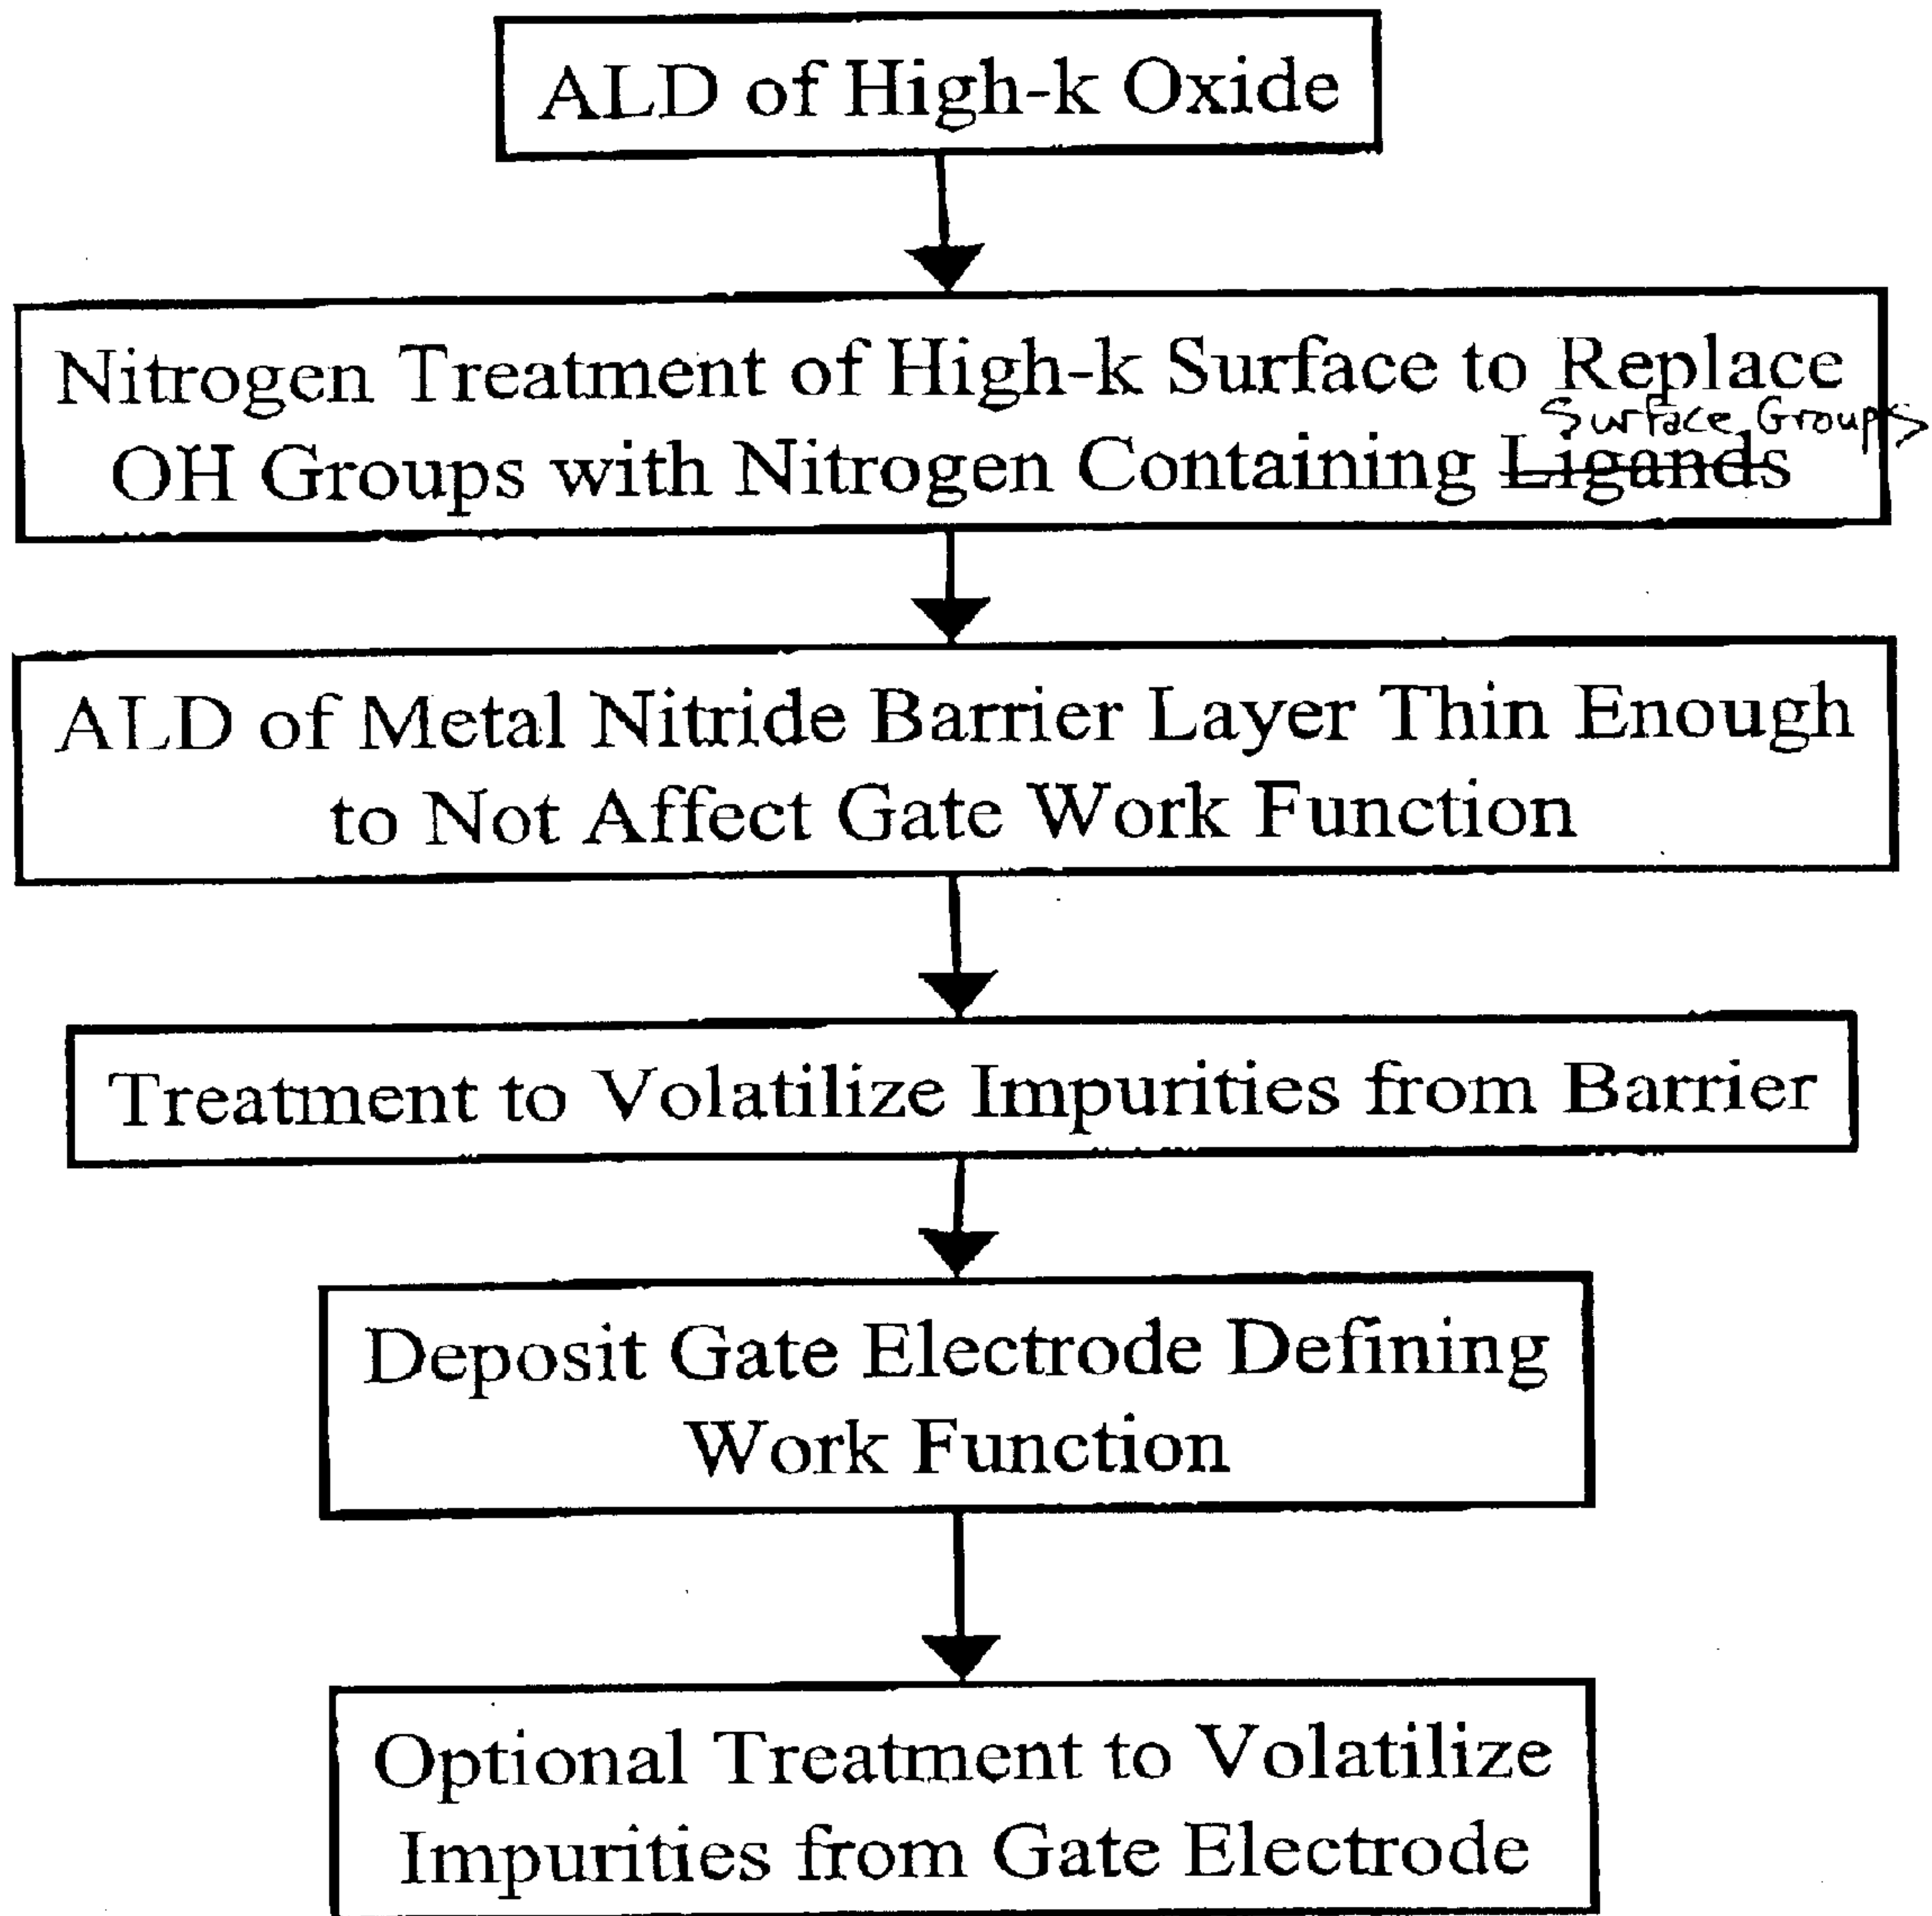 ALD of High-k Oxide
Nitrogen Treatment of High-k Surface to Replace
Surface Groups
OH Groups with Nitrogen Containing Ligands
ALD of Metal Nitride Barrier Layer Thin Enough
to Not Affect Gate Work Function
Treatment to Volatilize Impurities from Barrier
Deposit Gate Electrode Defining
Work Function
Optional Treatment to Volatilize
Impurities from Gate Electrode